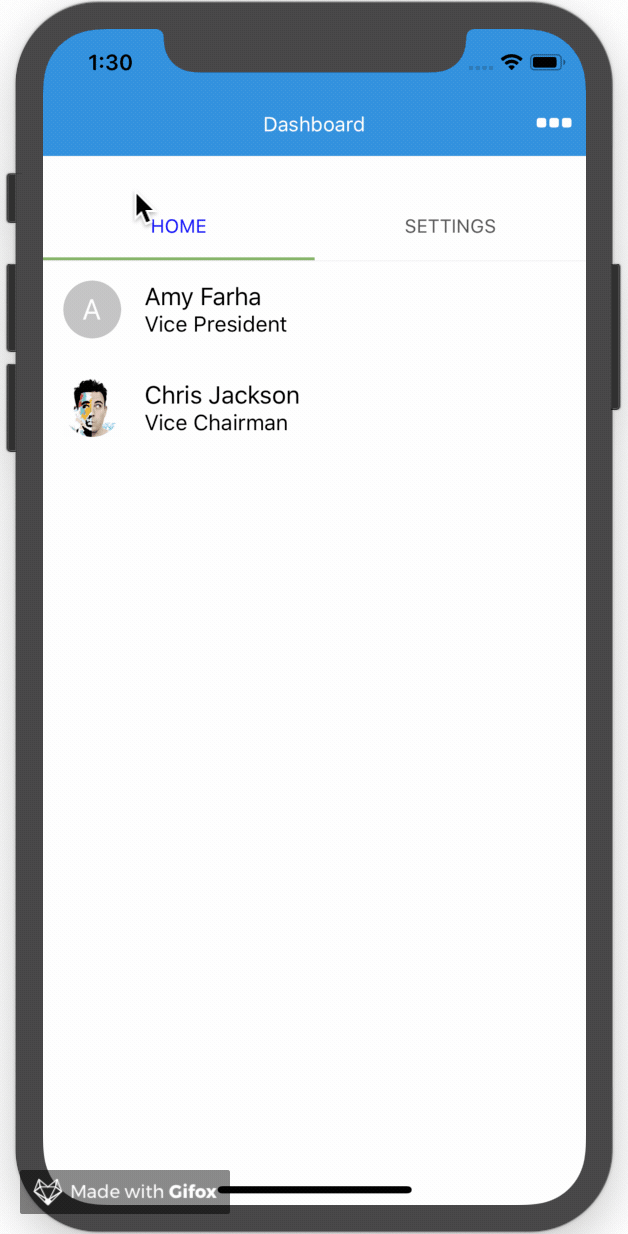 1:30
Dashboard
HOME
SETTINGS
A
Amy Farha
Vice President
Chris Jackson
Vice Chairman
Made with Gifox